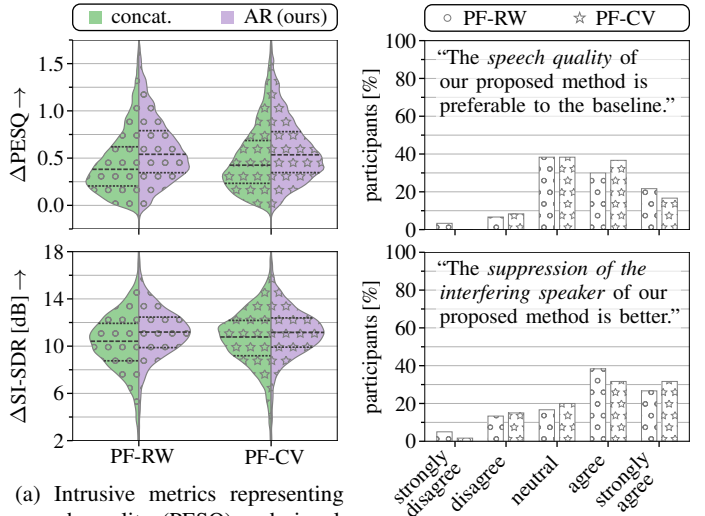 concat. AR (ours)
ΔPESQ →
1.5
1.0
0.5
0.0
ΔSI-SDR [dB] →
18
14
10
6
2
PF-RW PF-CV
(a) Intrusive metrics representing
PF-RW PF-CV
participants [%]
100
80
60
40
20
0
“The speech quality of
our proposed method is
preferable to the baseline.”
participants [%]
100
80
60
40
20
0
“The suppression of the
interfering speaker of our
proposed method is better.”
strongly
disagree
disagree
neutral
agree
strongly
agree